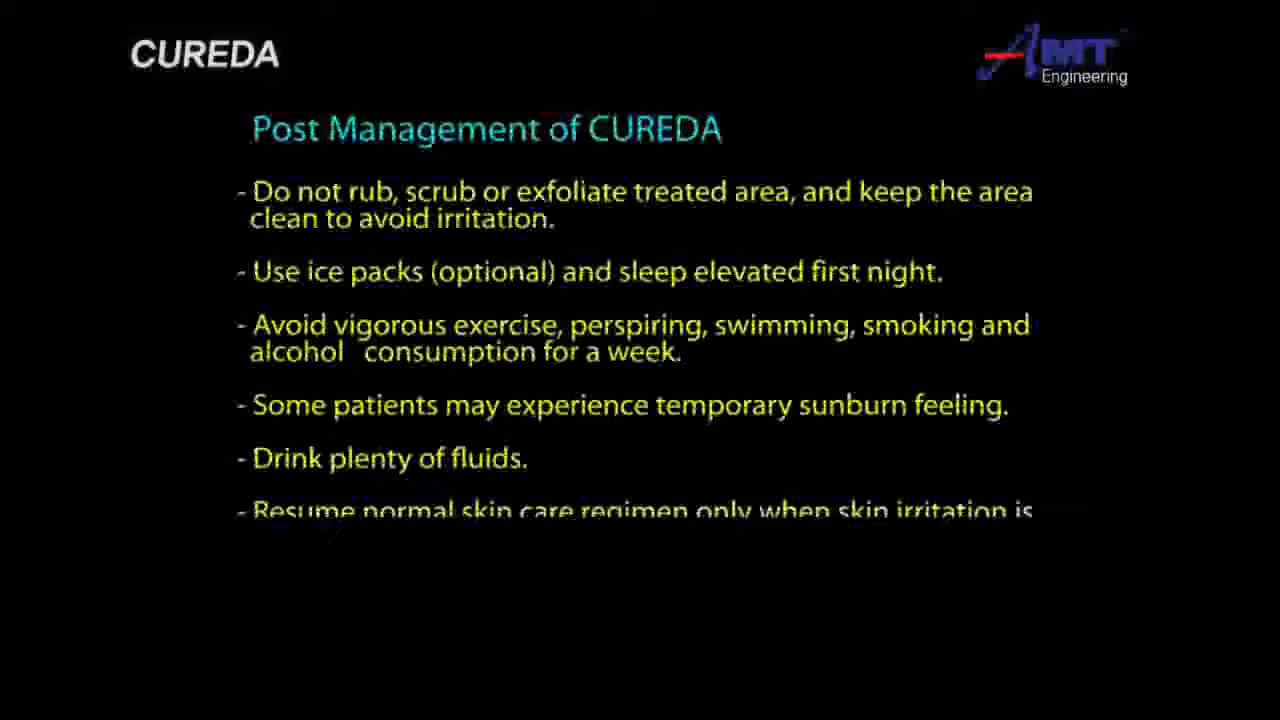 CUREDA
AMT
Engineering
Post Management of CUREDA
- Do not rub, scrub or exfoliate treated area, and keep the area
clean to avoid irritation.
- Use ice packs (optional) and sleep elevated first night.
- Avoid vigorous exercise, perspiring, swimming, smoking and
alcohol consumption for a week.
- Some patients may experience temporary sunburn feeling.
- Drink plenty of fluids.
- Resume normal skin care regimen only when skin irritation is